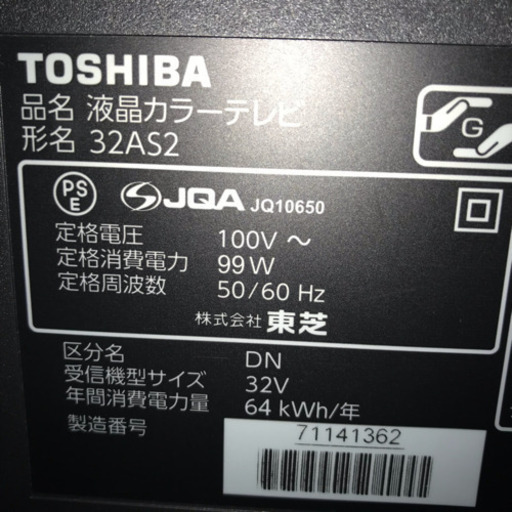 TOSHIBA
品名 液晶カラーテレビ
形名 32AS2
G
PS
E
JQA JQ10650
定格電圧 100V ～
定格消費電力 99W
定格周波数 50/60 Hz
株式会社 東芝
区分名 DN
受信機型サイズ 32V
年間消費電力量 64 kWh/年
製造番号 71141362